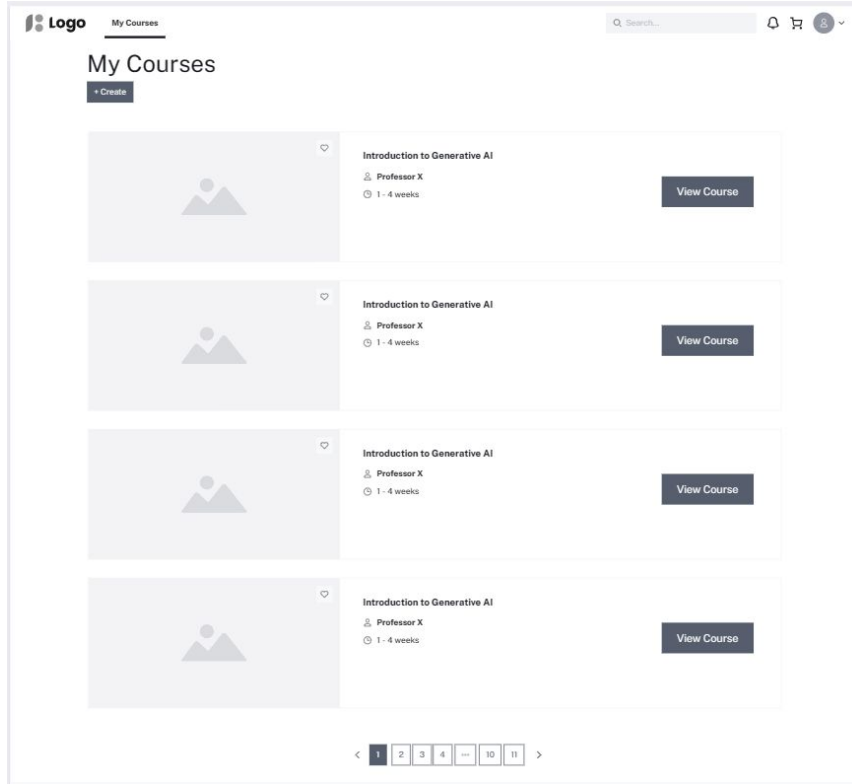 Logo
My Courses
Search...
My Courses
+ Create
Introduction to Generative AI
Professor X
1 - 4 weeks
View Course
Introduction to Generative AI
Professor X
1 - 4 weeks
View Course
Introduction to Generative AI
Professor X
1 - 4 weeks
View Course
Introduction to Generative AI
Professor X
1 - 4 weeks
View Course
< 1 2 3 4 ... 10 11 >